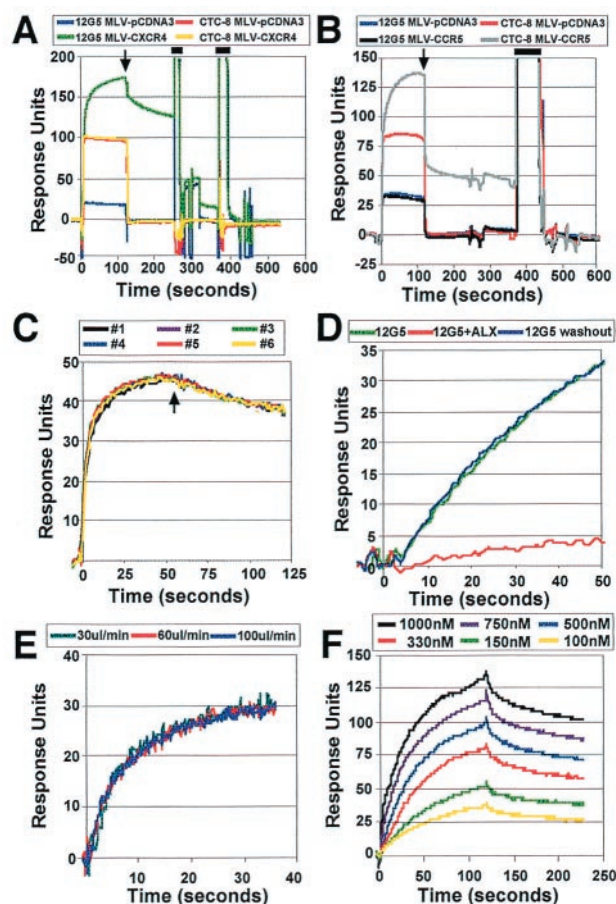 A
12G5 MLV-pCDNA3 CTC-8 MLV-pCDNA3
12G5 MLV-CXCR4 CTC-8 MLV-CXCR4
Response Units
200
150
100
50
0
-50
0 100 200 300 400 500 600
Time (seconds)
B
12G5 MLV-pCDNA3 CTC-8 MLV-pCDNA3
12G5 MLV-CCR5 CTC-8 MLV-CCR5
Response Units
150
125
100
75
50
25
0
-25
0 100 200 300 400 500 600
Time (seconds)
C
#1 #2 #3
#4 #5 #6
Response Units
50
40
30
20
10
0
0 25 50 75 100 125
Time (seconds)
D
12G5 12G5+ALX 12G5 washout
Response Units
35
30
25
20
15
10
5
0
0 10 20 30 40 50
Time (seconds)
E
30ul/min 60ul/min 100ul/min
Response Units
40
30
20
10
0
0 10 20 30 40
Time (seconds)
F
1000nM 750nM 500nM
330nM 150nM 100nM
Response Units
150
125
100
75
50
25
0
0 50 100 150 200 250
Time (seconds)